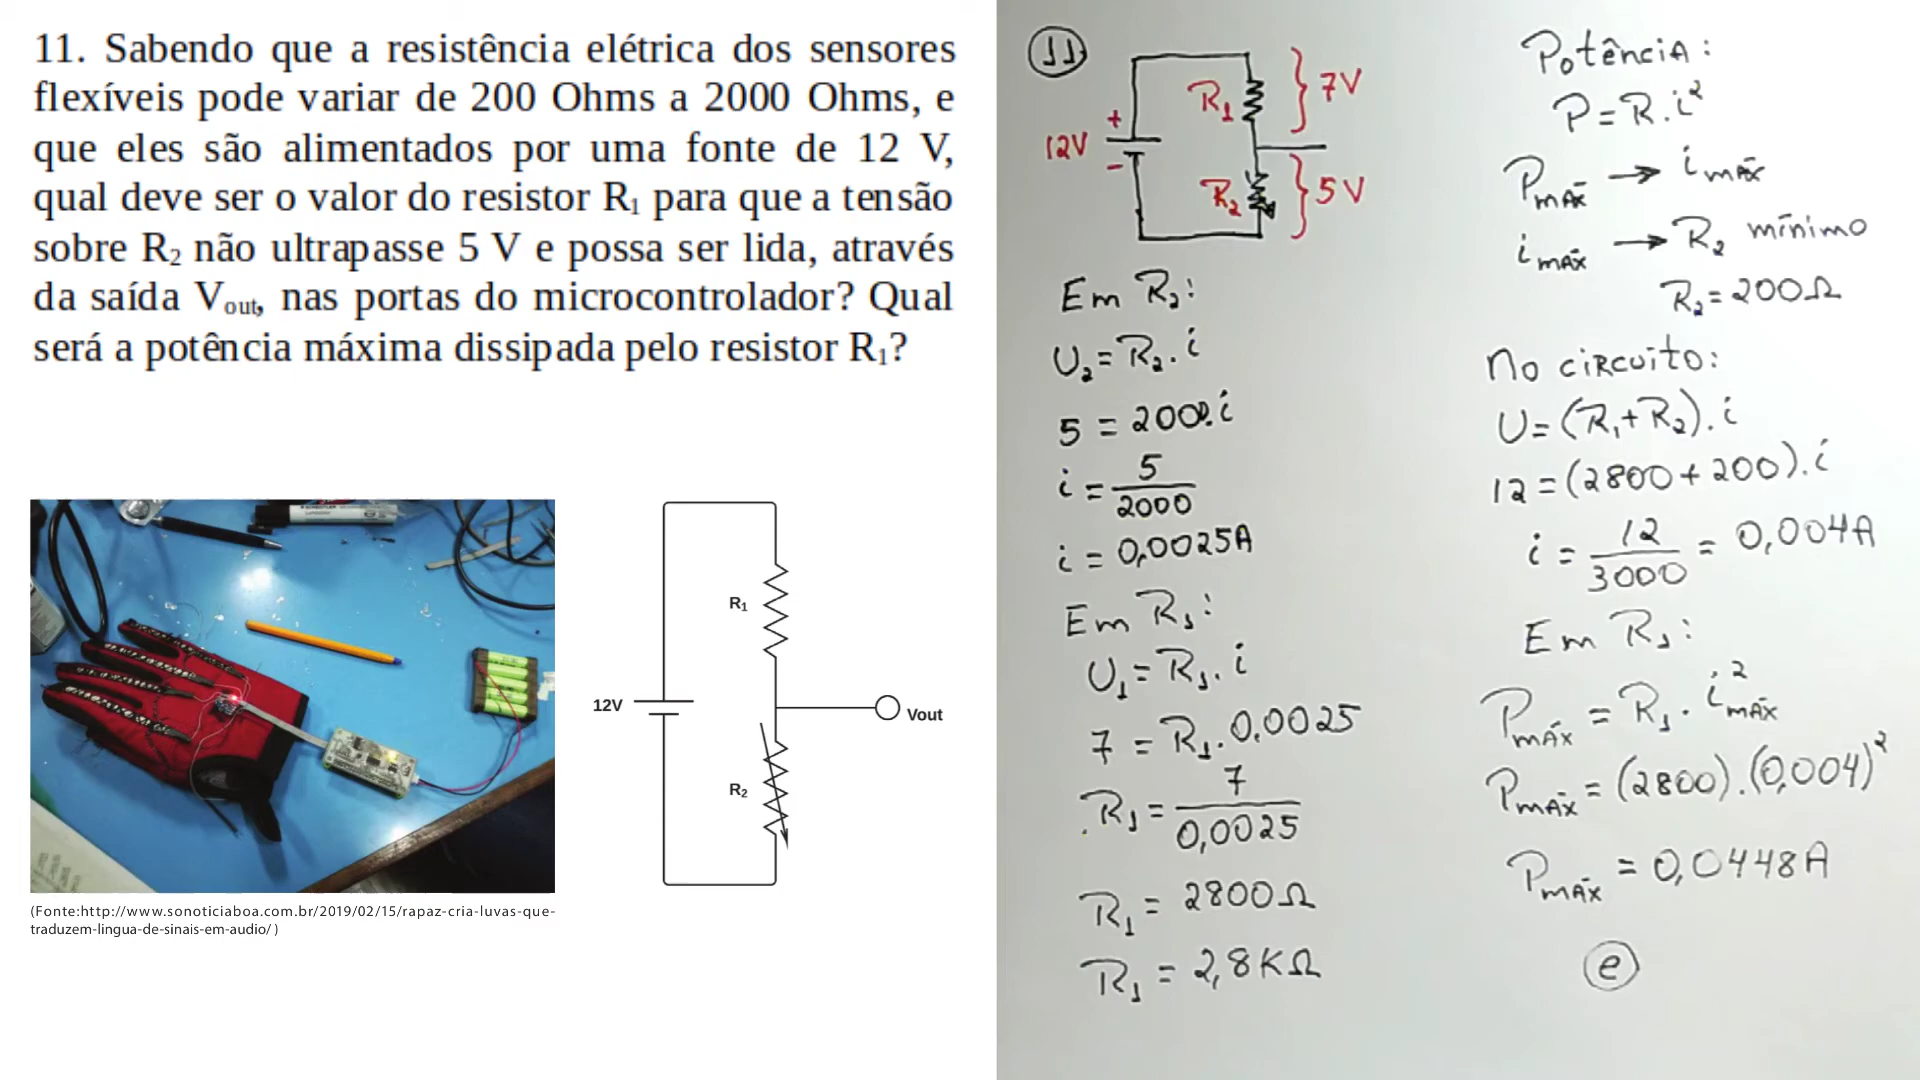 11. Sabendo que a resistência elétrica dos sensores
flexíveis pode variar de 200 Ohms a 2000 Ohms, e
que eles são alimentados por uma fonte de 12 V,
qual deve ser o valor do resistor R₁ para que a tensão
sobre R₂ não ultrapasse 5 V e possa ser lida, através
da saída Vout, nas portas do microcontrolador? Qual
será a potência máxima dissipada pelo resistor R₁?
R₁
12V
Vout
R₂
(Fonte:http://www.sonoticiaboa.com.br/2019/02/15/rapaz-cria-luvas-que-
traduzem-lingua-de-sinais-em-audio/ )
11
R₁ } 7V
+
12V
-
R₂ } 5V
Em R₂:
U₂=R₂.i
5 = 2000.i
i = 5/2000
i = 0,0025A
Em R₁:
U₁=R₁.i
7 = R₁.0,0025
R₁ = 7/0,0025
R₁ = 2800Ω
R₁ = 2,8KΩ
Potência:
P=R.i²
Pmáx → imáx
imáx → R₂ mínimo
R₂=200Ω
No circuito:
U=(R₁+R₂).i
12=(2800+200).i
i = 12/3000 = 0,004A
Em R₁:
Pmáx = R₁.i²máx
Pmáx = (2800).(0,004)²
Pmáx = 0,0448A
e